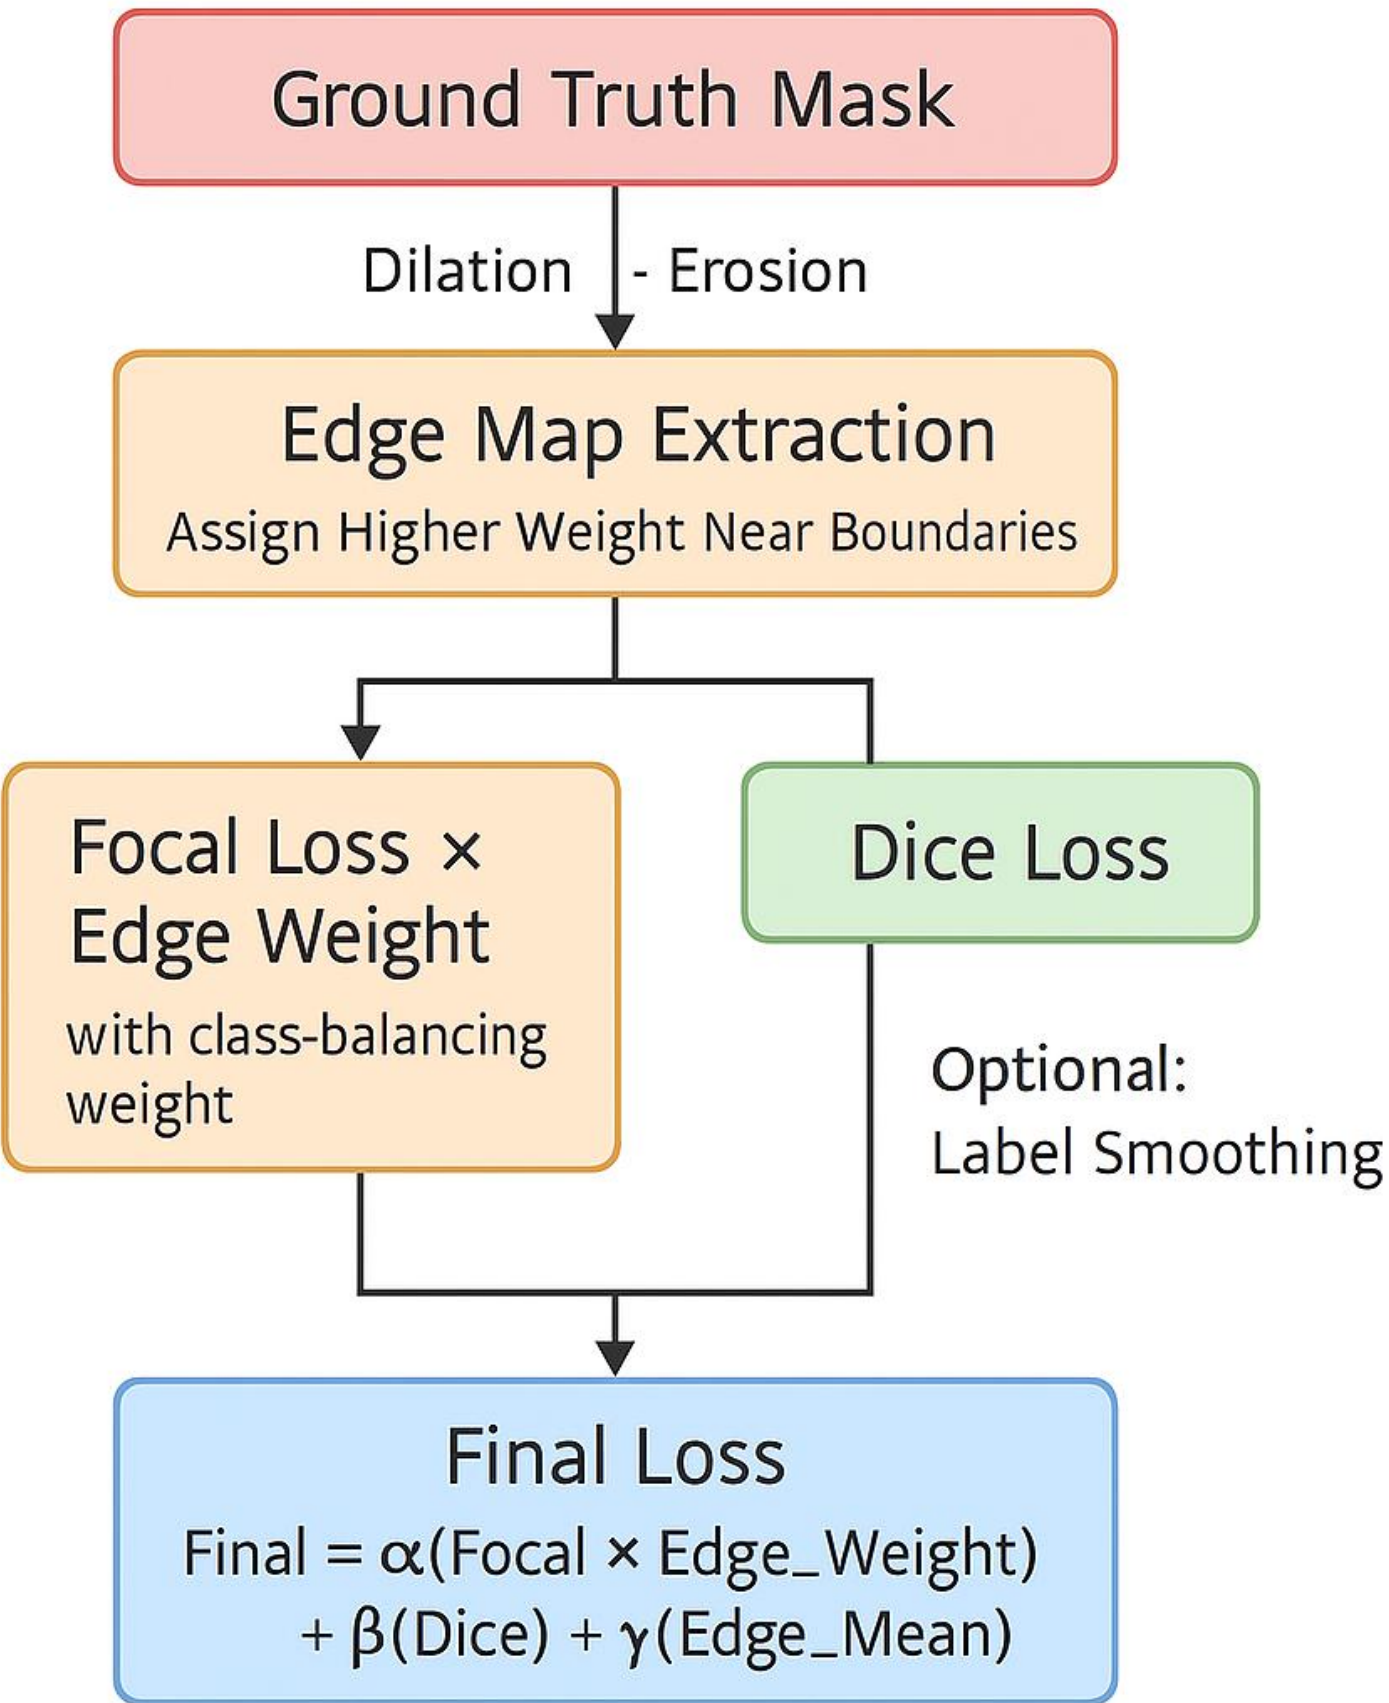 Ground Truth Mask
Dilation - Erosion
Edge Map Extraction
Assign Higher Weight Near Boundaries
Focal Loss ×
Edge Weight
with class-balancing
weight
Dice Loss
Optional:
Label Smoothing
Final Loss
Final = α(Focal × Edge_Weight)
+ β(Dice) + γ(Edge_Mean)